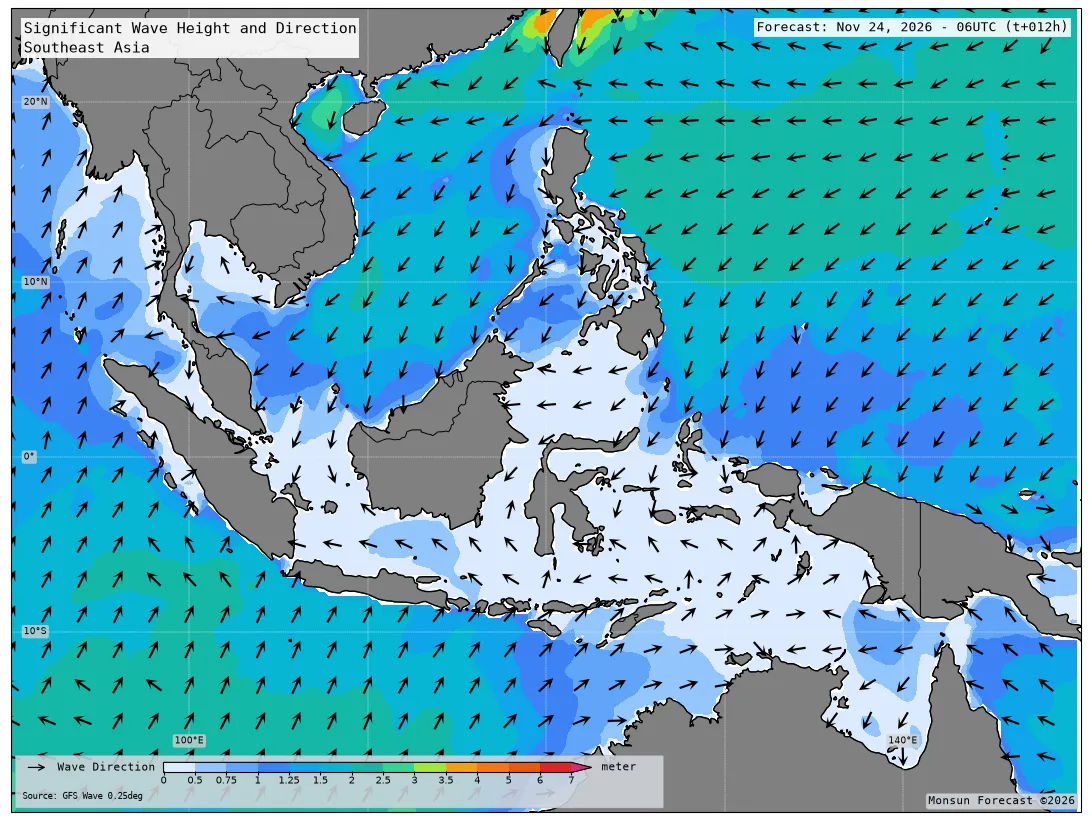 Significant Wave Height and Direction
Southeast Asia
Forecast: Nov 24, 2026 - 06UTC (t+012h)
20°N
10°N
0°
10°S
100°E
140°E
Wave Direction
0 0.5 0.75 1 1.25 1.5 2 2.5 3 3.5 4 5 6 7
meter
Source: GFS Wave 0.25deg
Monsun Forecast ©2026